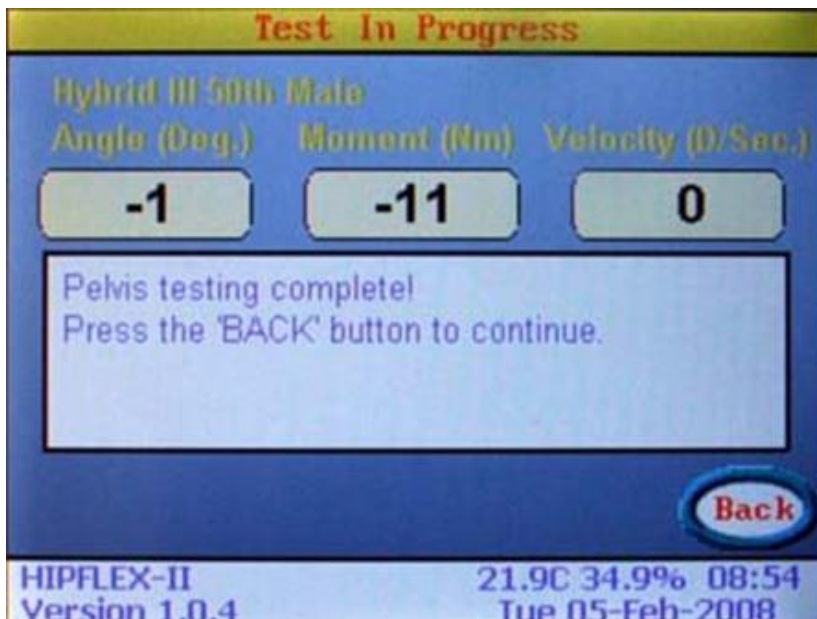 Test In Progress
Hybrid III 50th Male
Angle (Deg.) Moment (Nm) Velocity (D/Sec.)
-1 -11 0
Pelvis testing complete!
Press the 'BACK' button to continue.
Back
HIPFLEX-II 21.9C 34.9% 08:54
Version 1.0.4 Tue 05-Feb-2008